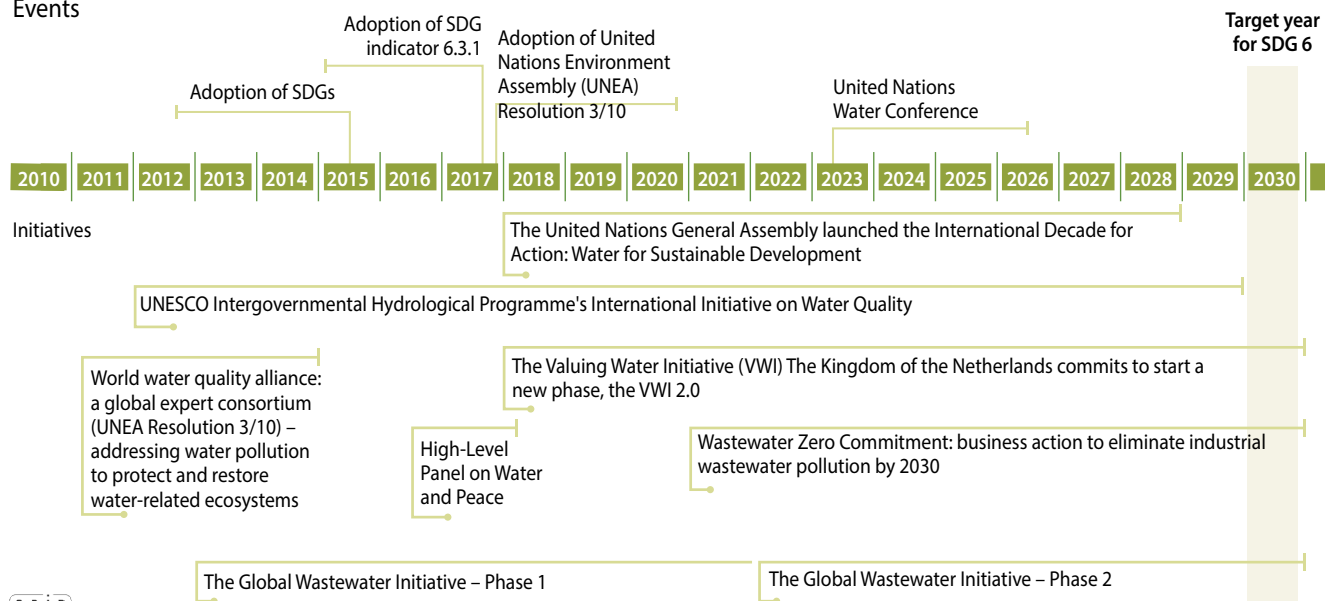 Events
Adoption of SDG
indicator 6.3.1
Adoption of United
Nations Environment
Assembly (UNEA)
Resolution 3/10
Target year
for SDG 6
Adoption of SDGs
United Nations
Water Conference
2010 2011 2012 2013 2014 2015 2016 2017 2018 2019 2020 2021 2022 2023 2024 2025 2026 2027 2028 2029 2030
Initiatives
The United Nations General Assembly launched the International Decade for
Action: Water for Sustainable Development
UNESCO Intergovernmental Hydrological Programme's International Initiative on Water Quality
World water quality alliance:
a global expert consortium
(UNEA Resolution 3/10) –
addressing water pollution
to protect and restore
water-related ecosystems
The Valuing Water Initiative (VWI) The Kingdom of the Netherlands commits to start a
new phase, the VWI 2.0
High-Level
Panel on Water
and Peace
Wastewater Zero Commitment: business action to eliminate industrial
wastewater pollution by 2030
The Global Wastewater Initiative – Phase 1
The Global Wastewater Initiative – Phase 2